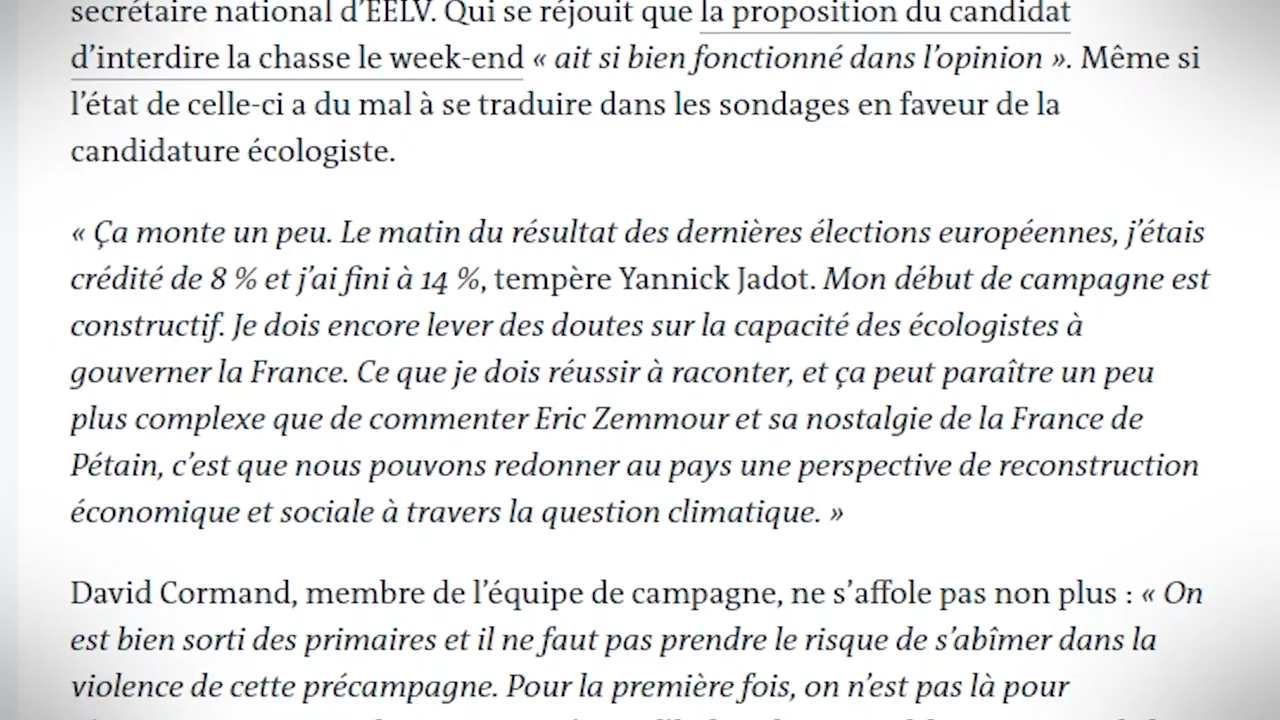 secrétaire national d’EELV. Qui se réjouit que la proposition du candidat
d’interdire la chasse le week-end « ait si bien fonctionné dans l’opinion ». Même si
l’état de celle-ci a du mal à se traduire dans les sondages en faveur de la
candidature écologiste.
« Ça monte un peu. Le matin du résultat des dernières élections européennes, j’étais
crédité de 8 % et j’ai fini à 14 %, tempère Yannick Jadot. Mon début de campagne est
constructif. Je dois encore lever des doutes sur la capacité des écologistes à
gouverner la France. Ce que je dois réussir à raconter, et ça peut paraître un peu
plus complexe que de commenter Eric Zemmour et sa nostalgie de la France de
Pétain, c’est que nous pouvons redonner au pays une perspective de reconstruction
économique et sociale à travers la question climatique. »
David Cormand, membre de l’équipe de campagne, ne s’affole pas non plus : « On
est bien sorti des primaires et il ne faut pas prendre le risque de s’abîmer dans la
violence de cette précampagne. Pour la première fois, on n’est pas là pour